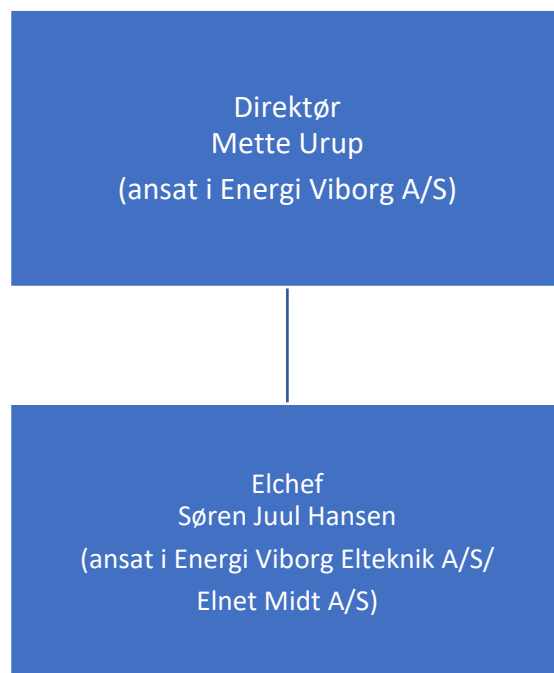 Direktør
Mette Urup
(ansat i Energi Viborg A/S)
Elchef
Søren Juul Hansen
(ansat i Energi Viborg Elteknik A/S/
Elnet Midt A/S)